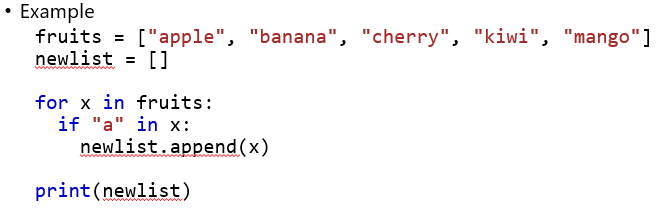 • Example
fruits = ["apple", "banana", "cherry", "kiwi", "mango"]
newlist = []
for x in fruits:
  if "a" in x:
    newlist.append(x)
print(newlist)